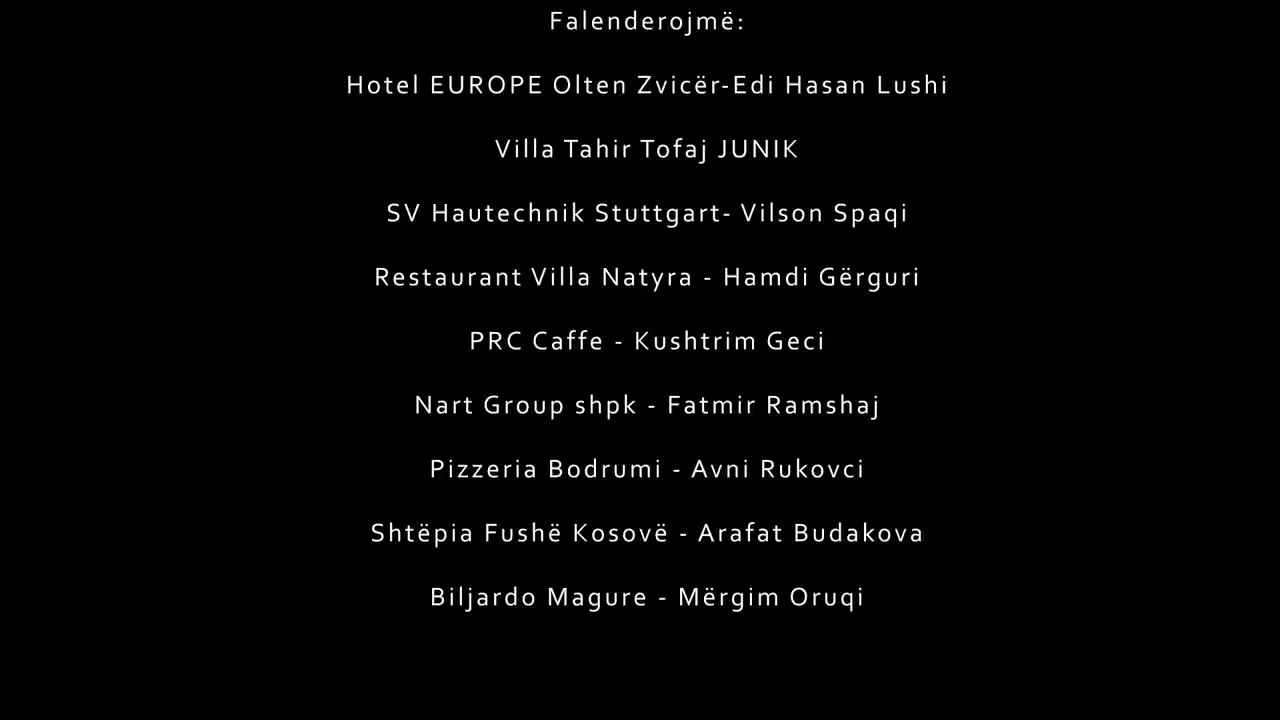 Falenderojmë:
Hotel EUROPE Olten Zvicër-Edi Hasan Lushi
Villa Tahir Tofaj JUNIK
SV Hautechnik Stuttgart- Vilson Spaqi
Restaurant Villa Natyra - Hamdi Gërguri
PRC Caffe - Kushtrim Geci
Nart Group shpk - Fatmir Ramshaj
Pizzeria Bodrumi - Avni Rukovci
Shtëpia Fushë Kosovë - Arafat Budakova
Biljardo Magure - Mërgim Oruqi